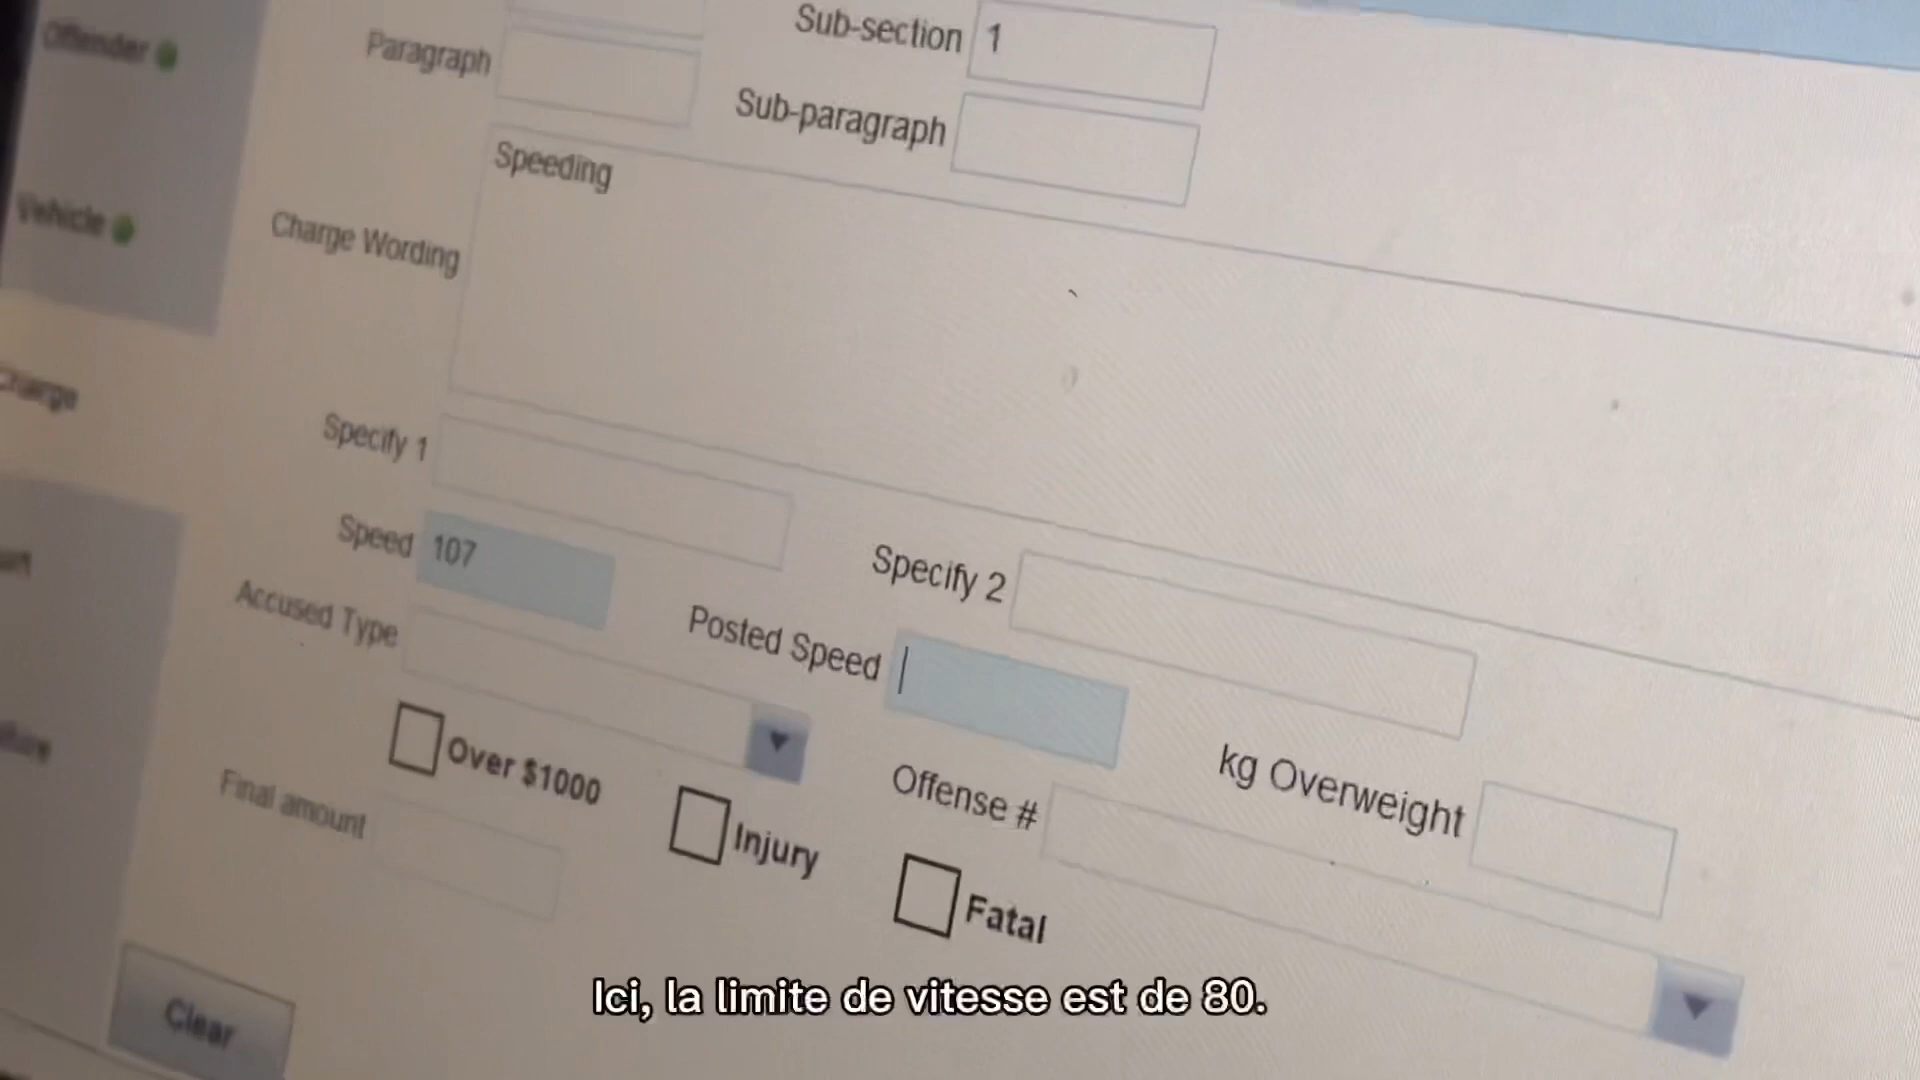 Offender
Sub-section 1
Paragraph
Sub-paragraph
Speeding
Vehicle
Charge Wording
Charge
Specify 1
Speed 107
Specify 2
Accused Type
Posted Speed
Over $1000
kg Overweight
Offense #
Final amount
Injury
Fatal
Clear
Ici, la limite de vitesse est de 80.